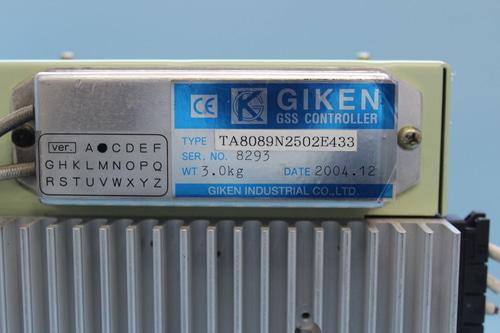 CE GIKEN
GSS CONTROLLER
ver. A ● C D E F
G H K L M N O P Q
R S T U V W X Y Z
TYPE TA8089N2502E433
SER. NO. 8293
WT 3.0kg DATE 2004.12
GIKEN INDUSTRIAL CO.,LTD.